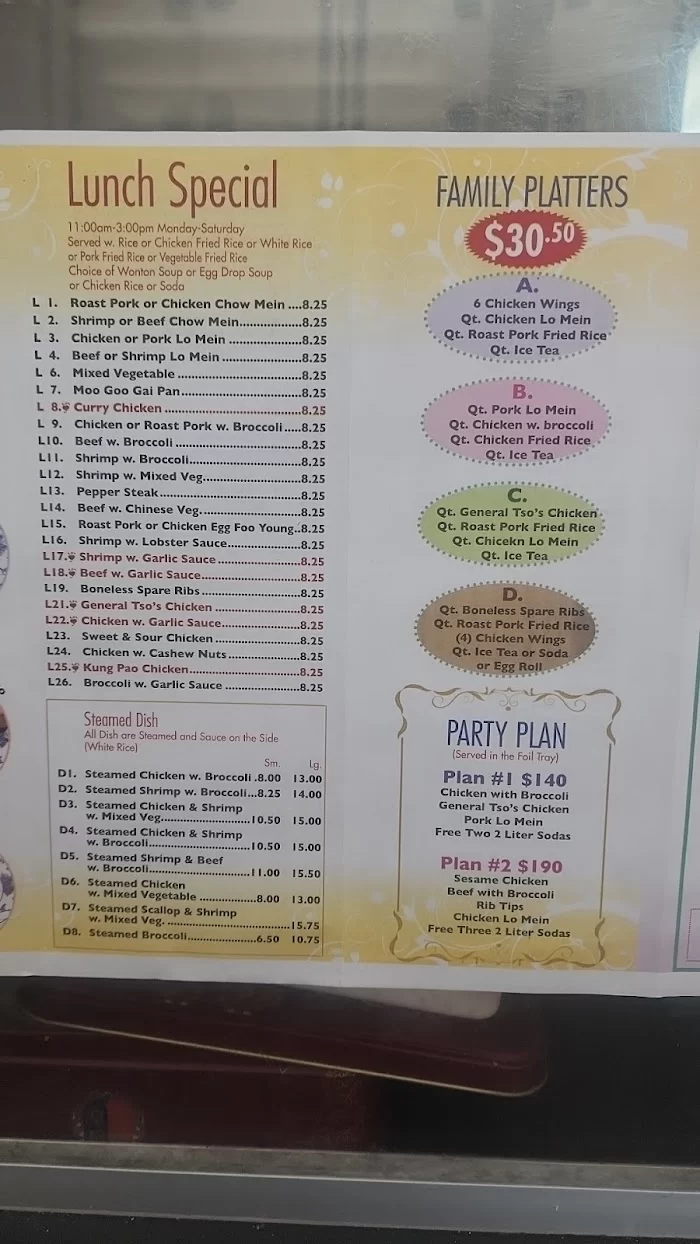 Lunch Special
11:00am-3:00pm Monday-Saturday
Served w. Rice or Chicken Fried Rice or White Rice
or Pork Fried Rice or Vegetable Fried Rice
Choice of Wonton Soup or Egg Drop Soup
or Chicken Rice or Soda
L 1. Roast Pork or Chicken Chow Mein ....8.25
L 2. Shrimp or Beef Chow Mein..................8.25
L 3. Chicken or Pork Lo Mein .....................8.25
L 4. Beef or Shrimp Lo Mein .......................8.25
L 6. Mixed Vegetable ...................................8.25
L 7. Moo Goo Gai Pan..................................8.25
L 8. Curry Chicken .......................................8.25
L 9. Chicken or Roast Pork w. Broccoli.....8.25
L10. Beef w. Broccoli ...................................8.25
L11. Shrimp w. Broccoli................................8.25
L12. Shrimp w. Mixed Veg............................8.25
L13. Pepper Steak........................................8.25
L14. Beef w. Chinese Veg.............................8.25
L15. Roast Pork or Chicken Egg Foo Young..8.25
L16. Shrimp w. Lobster Sauce.....................8.25
L17. Shrimp w. Garlic Sauce .......................8.25
L18. Beef w. Garlic Sauce............................8.25
L19. Boneless Spare Ribs ............................8.25
L21. General Tso's Chicken ........................8.25
L22. Chicken w. Garlic Sauce......................8.25
L23. Sweet & Sour Chicken ........................8.25
L24. Chicken w. Cashew Nuts ....................8.25
L25. Kung Pao Chicken................................8.25
L26. Broccoli w. Garlic Sauce .....................8.25
Steamed Dish
All Dish are Steamed and Sauce on the Side
(White Rice)
Sm. Lg.
D1. Steamed Chicken w. Broccoli .8.00 13.00
D2. Steamed Shrimp w. Broccoli...8.25 14.00
D3. Steamed Chicken & Shrimp
w. Mixed Veg..........................10.50 15.00
D4. Steamed Chicken & Shrimp
w. Broccoli..............................10.50 15.00
D5. Steamed Shrimp & Beef
w. Broccoli..............................11.00 15.50
D6. Steamed Chicken
w. Mixed Vegetable .................8.00 13.00
D7. Steamed Scallop & Shrimp
w. Mixed Veg. .....................................15.75
D8. Steamed Broccoli.....................6.50 10.75
FAMILY PLATTERS
$30.50
A.
6 Chicken Wings
Qt. Chicken Lo Mein
Qt. Roast Pork Fried Rice
Qt. Ice Tea
B.
Qt. Pork Lo Mein
Qt. Chicken w. broccoli
Qt. Chicken Fried Rice
Qt. Ice Tea
C.
Qt. General Tso's Chicken
Qt. Roast Pork Fried Rice
Qt. Chicekn Lo Mein
Qt. Ice Tea
D.
Qt. Boneless Spare Ribs
Qt. Roast Pork Fried Rice
(4) Chicken Wings
Qt. Ice Tea or Soda
or Egg Roll
PARTY PLAN
(Served in the Foil Tray)
Plan #1 $140
Chicken with Broccoli
General Tso's Chicken
Pork Lo Mein
Free Two 2 Liter Sodas
Plan #2 $190
Sesame Chicken
Beef with Broccoli
Rib Tips
Chicken Lo Mein
Free Three 2 Liter Sodas